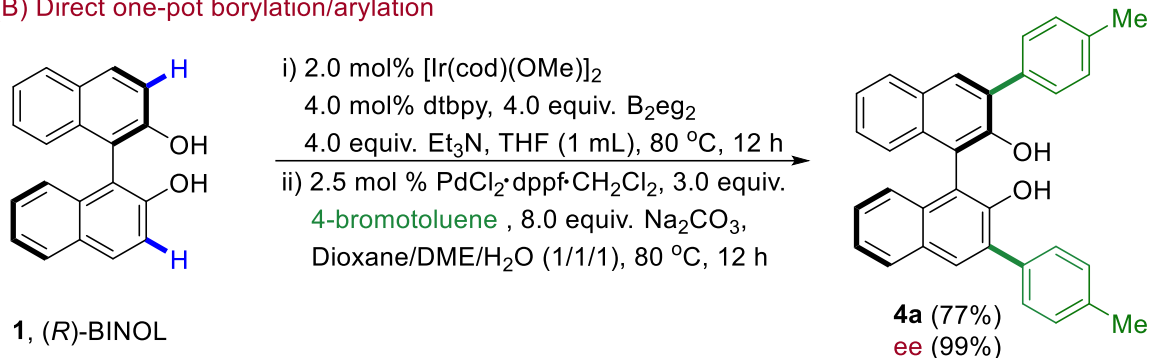 B) Direct one-pot borylation/arylation
H
OH
OH
H
1, (R)-BINOL
i) 2.0 mol% [Ir(cod)(OMe)]2
4.0 mol% dtbpy, 4.0 equiv. B2eg2
4.0 equiv. Et3N, THF (1 mL), 80 oC, 12 h
ii) 2.5 mol % PdCl2·dppf·CH2Cl2, 3.0 equiv.
4-bromotoluene , 8.0 equiv. Na2CO3,
Dioxane/DME/H2O (1/1/1), 80 oC, 12 h
Me
OH
OH
Me
4a (77%)
ee (99%)